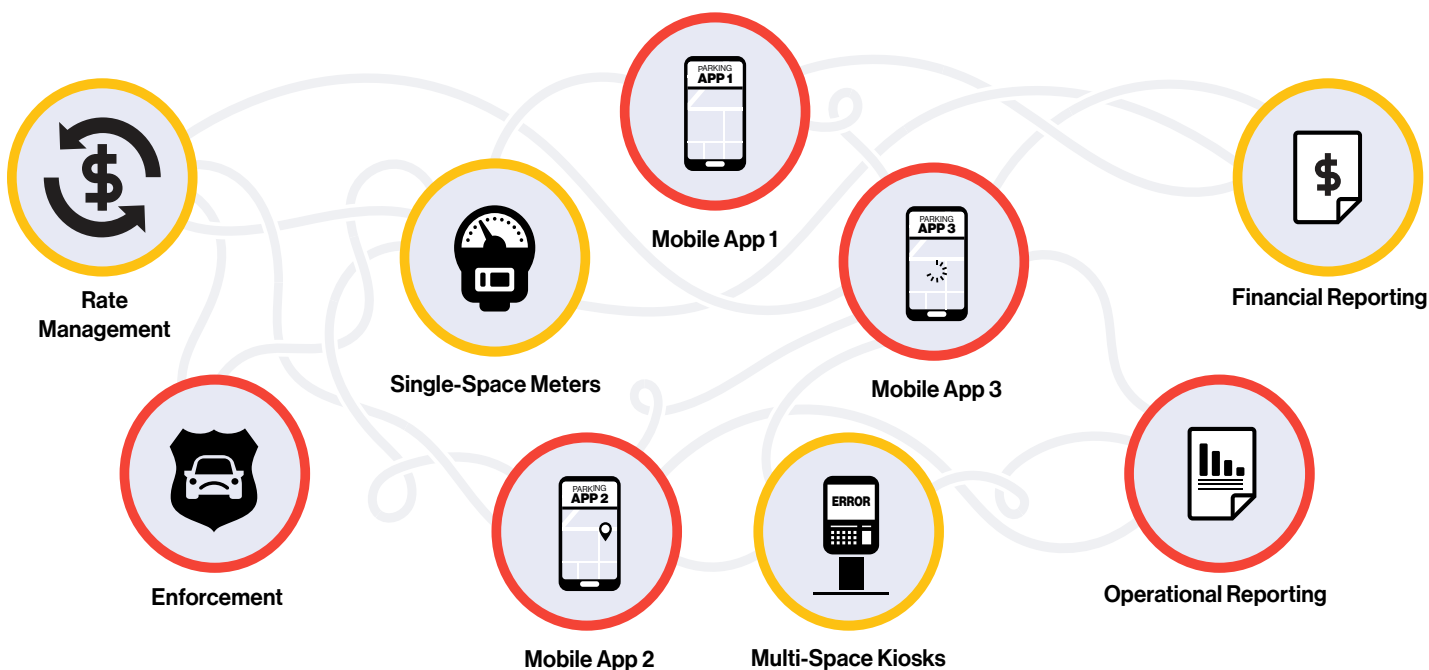 PARKING
APP 1
Mobile App 1
$
Rate
Management
Single-Space Meters
PARKING
APP 3
Mobile App 3
$
Financial Reporting
Enforcement
PARKING
APP 2
Mobile App 2
ERROR
Multi-Space Kiosks
Operational Reporting